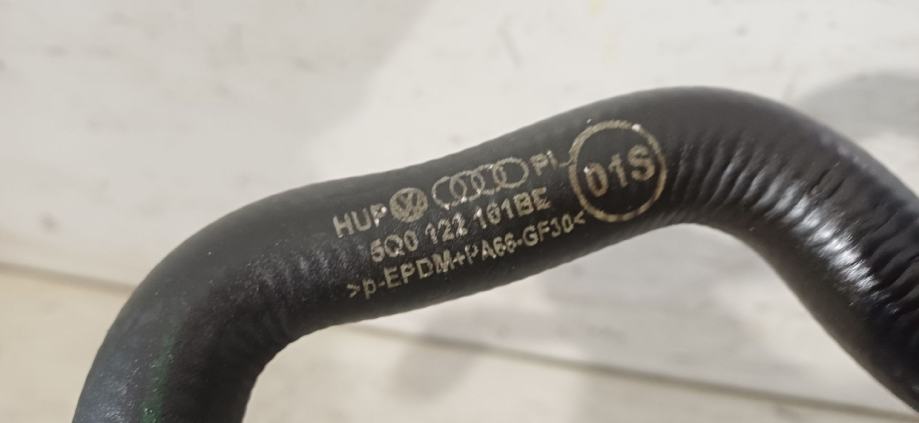 HUP PI 01S
5Q0 122 101BE
>p-EPDM+PA66-GF30<